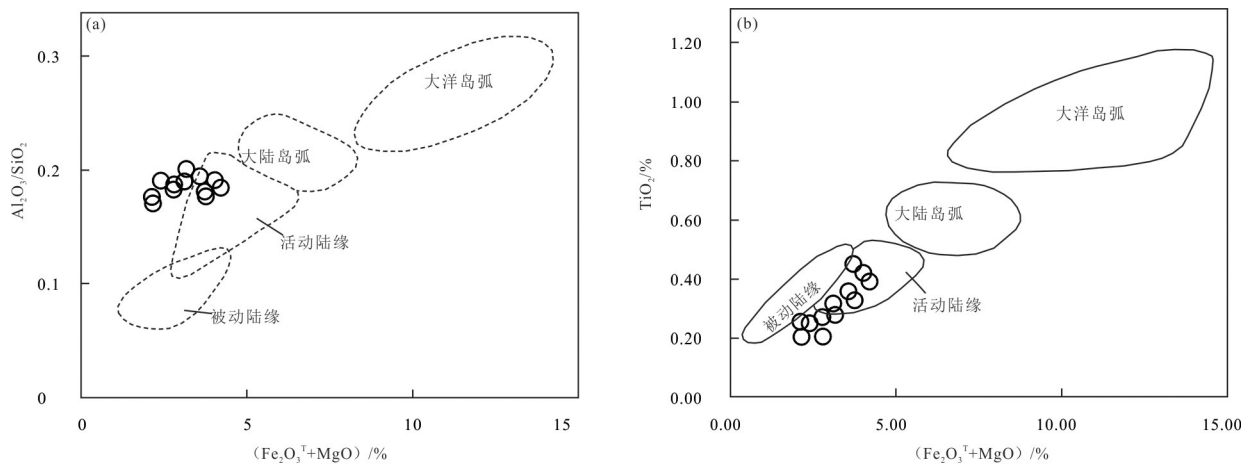 (a)
0.3
0.2
0.1
0
Al₂O₃/SiO₂
大洋岛弧
大陆岛弧
活动陆缘
被动陆缘
0 5 10 15
（Fe₂O₃ᵀ+MgO）/%
(b)
1.20
1.00
0.80
0.60
0.40
0.20
0.00
TiO₂/%
大洋岛弧
大陆岛弧
被动陆缘
活动陆缘
0.00 5.00 10.00 15.00
（Fe₂O₃ᵀ+MgO）/%